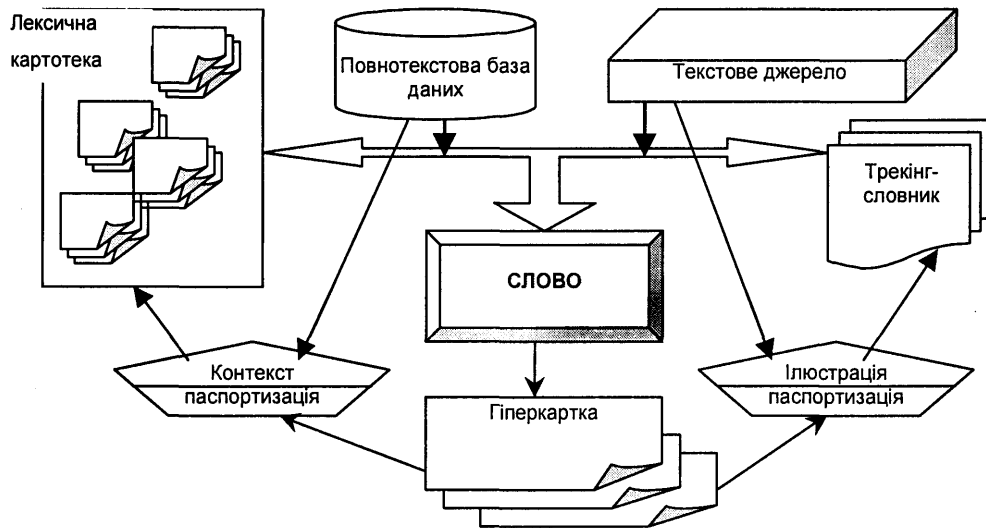 Лексична
картотека
Повнотекстова база
даних
Текстове джерело
Трекінг-
словник
СЛОВО
Контекст
паспортизація
Гіперкартка
Ілюстрація
паспортизація